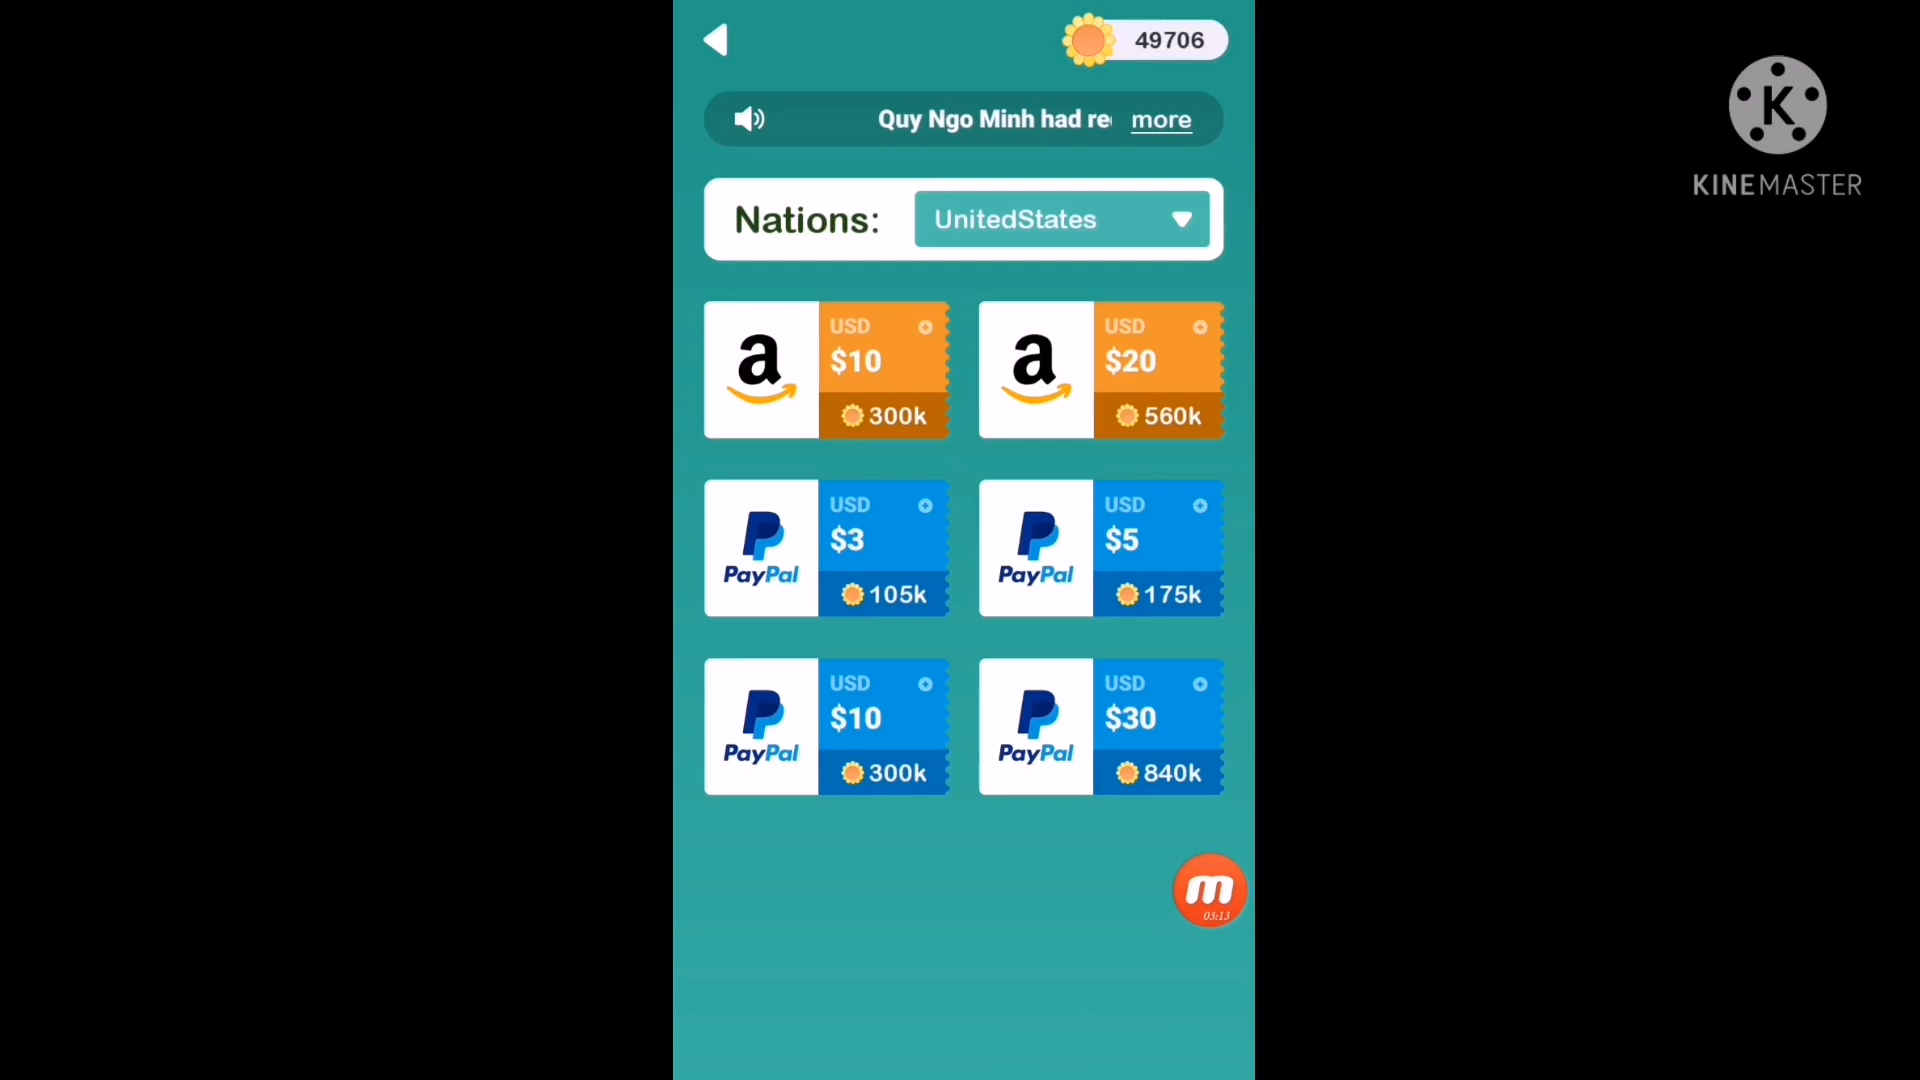 49706
Quy Ngo Minh had re
more
KINEMASTER
Nations:
UnitedStates
a
USD
$10
300k
a
USD
$20
560k
PayPal
USD
$3
105k
PayPal
USD
$5
175k
PayPal
USD
$10
300k
PayPal
USD
$30
840k
03:13